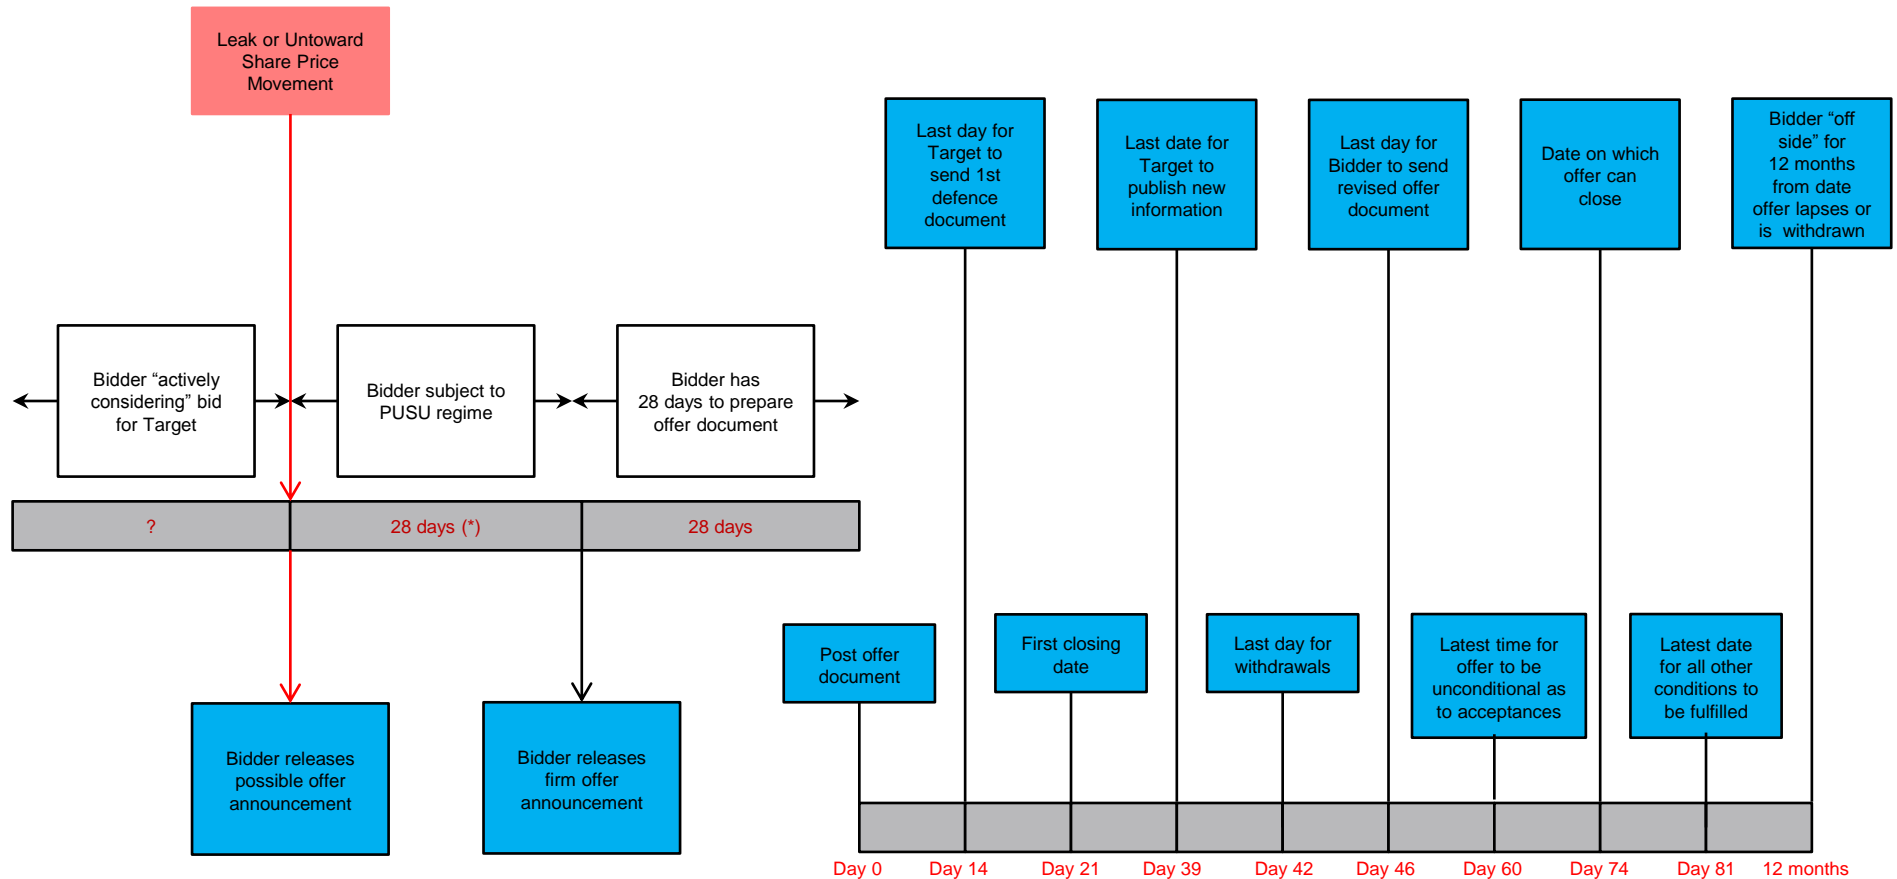 Leak or Untoward
Share Price
Movement
Last day for
Target to
send 1st
defence
document
Last date for
Target to
publish new
information
Last day for
Bidder to send
revised offer
document
Date on which
offer can
close
Bidder “off
side” for
12 months
from date
offer lapses or
is withdrawn
Bidder “actively
considering” bid
for Target
Bidder subject to
PUSU regime
Bidder has
28 days to prepare
offer document
?
28 days (*)
28 days
Post offer
document
First closing
date
Last day for
withdrawals
Latest time for
offer to be
unconditional as
to acceptances
Latest date
for all other
conditions to
be fulfilled
Bidder releases
possible offer
announcement
Bidder releases
firm offer
announcement
Day 0
Day 14
Day 21
Day 39
Day 42
Day 46
Day 60
Day 74
Day 81
12 months